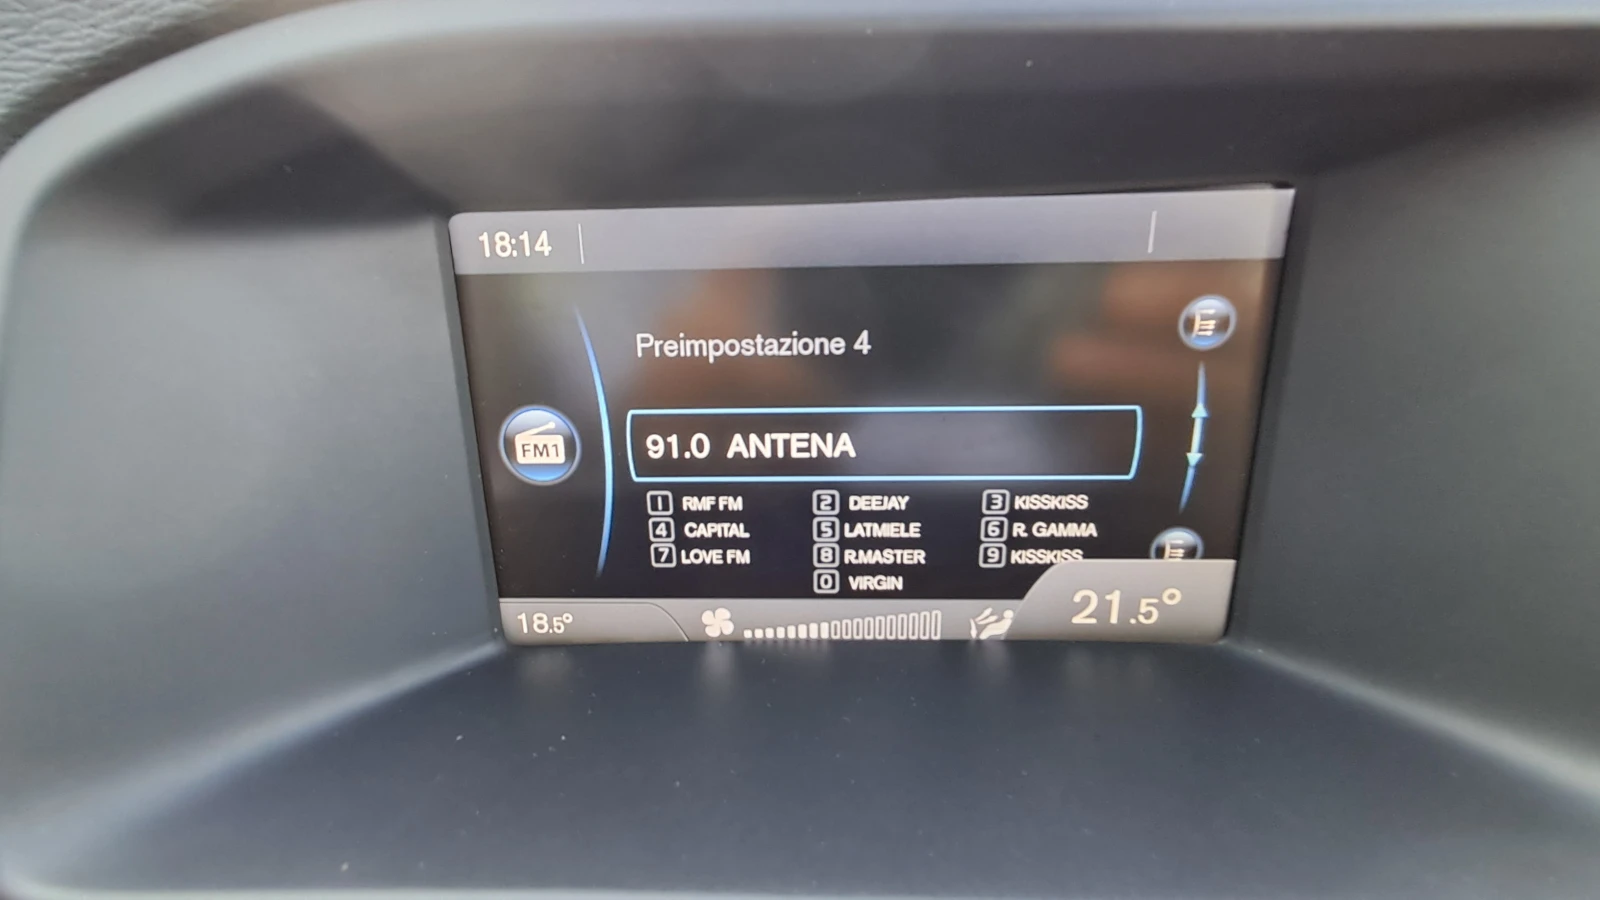 18:14
Preimpostazione 4
FM1
91.0 ANTENA
1 RMF FM 2 DEEJAY 3 KISSKISS
4 CAPITAL 5 LATMIELE 6 R. GAMMA
7 LOVE FM 8 R.MASTER 9 KISSKISS
0 VIRGIN
18.5° 21.5°